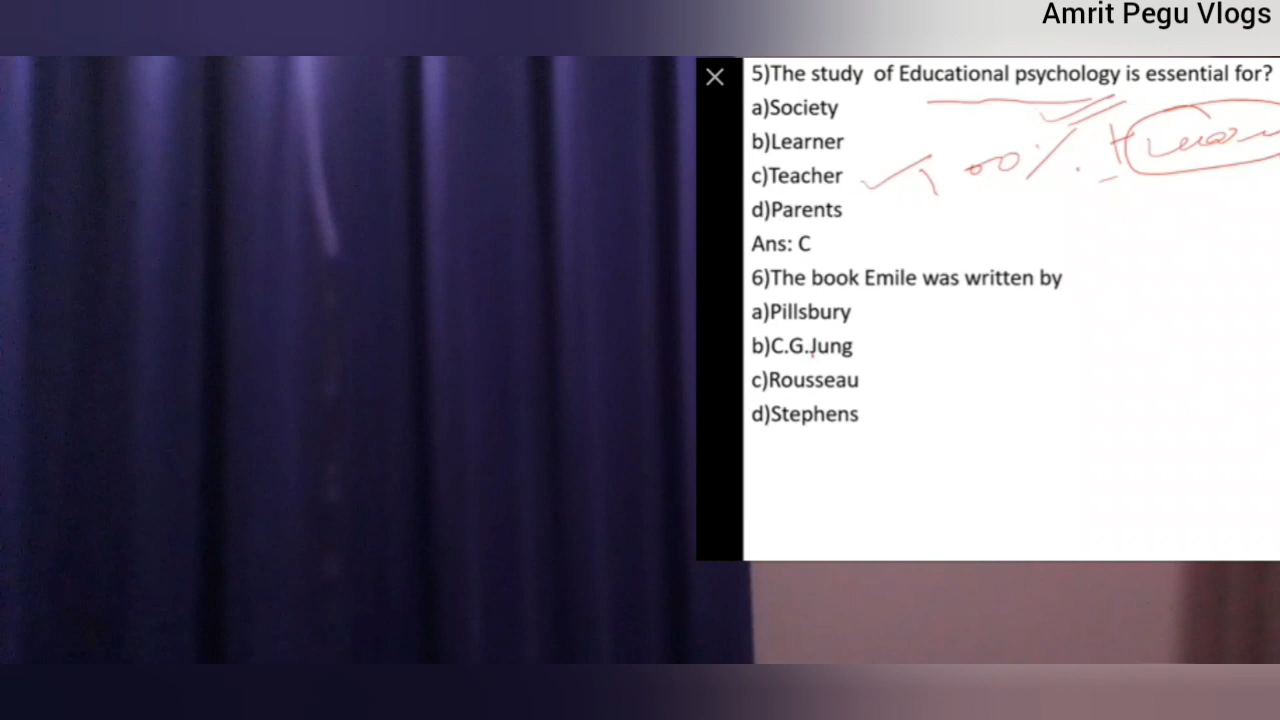 Amrit Pegu Vlogs
5)The study of Educational psychology is essential for?
a)Society
b)Learner
c)Teacher
d)Parents
Ans: C
6)The book Emile was written by
a)Pillsbury
b)C.G.Jung
c)Rousseau
d)Stephens
100%.